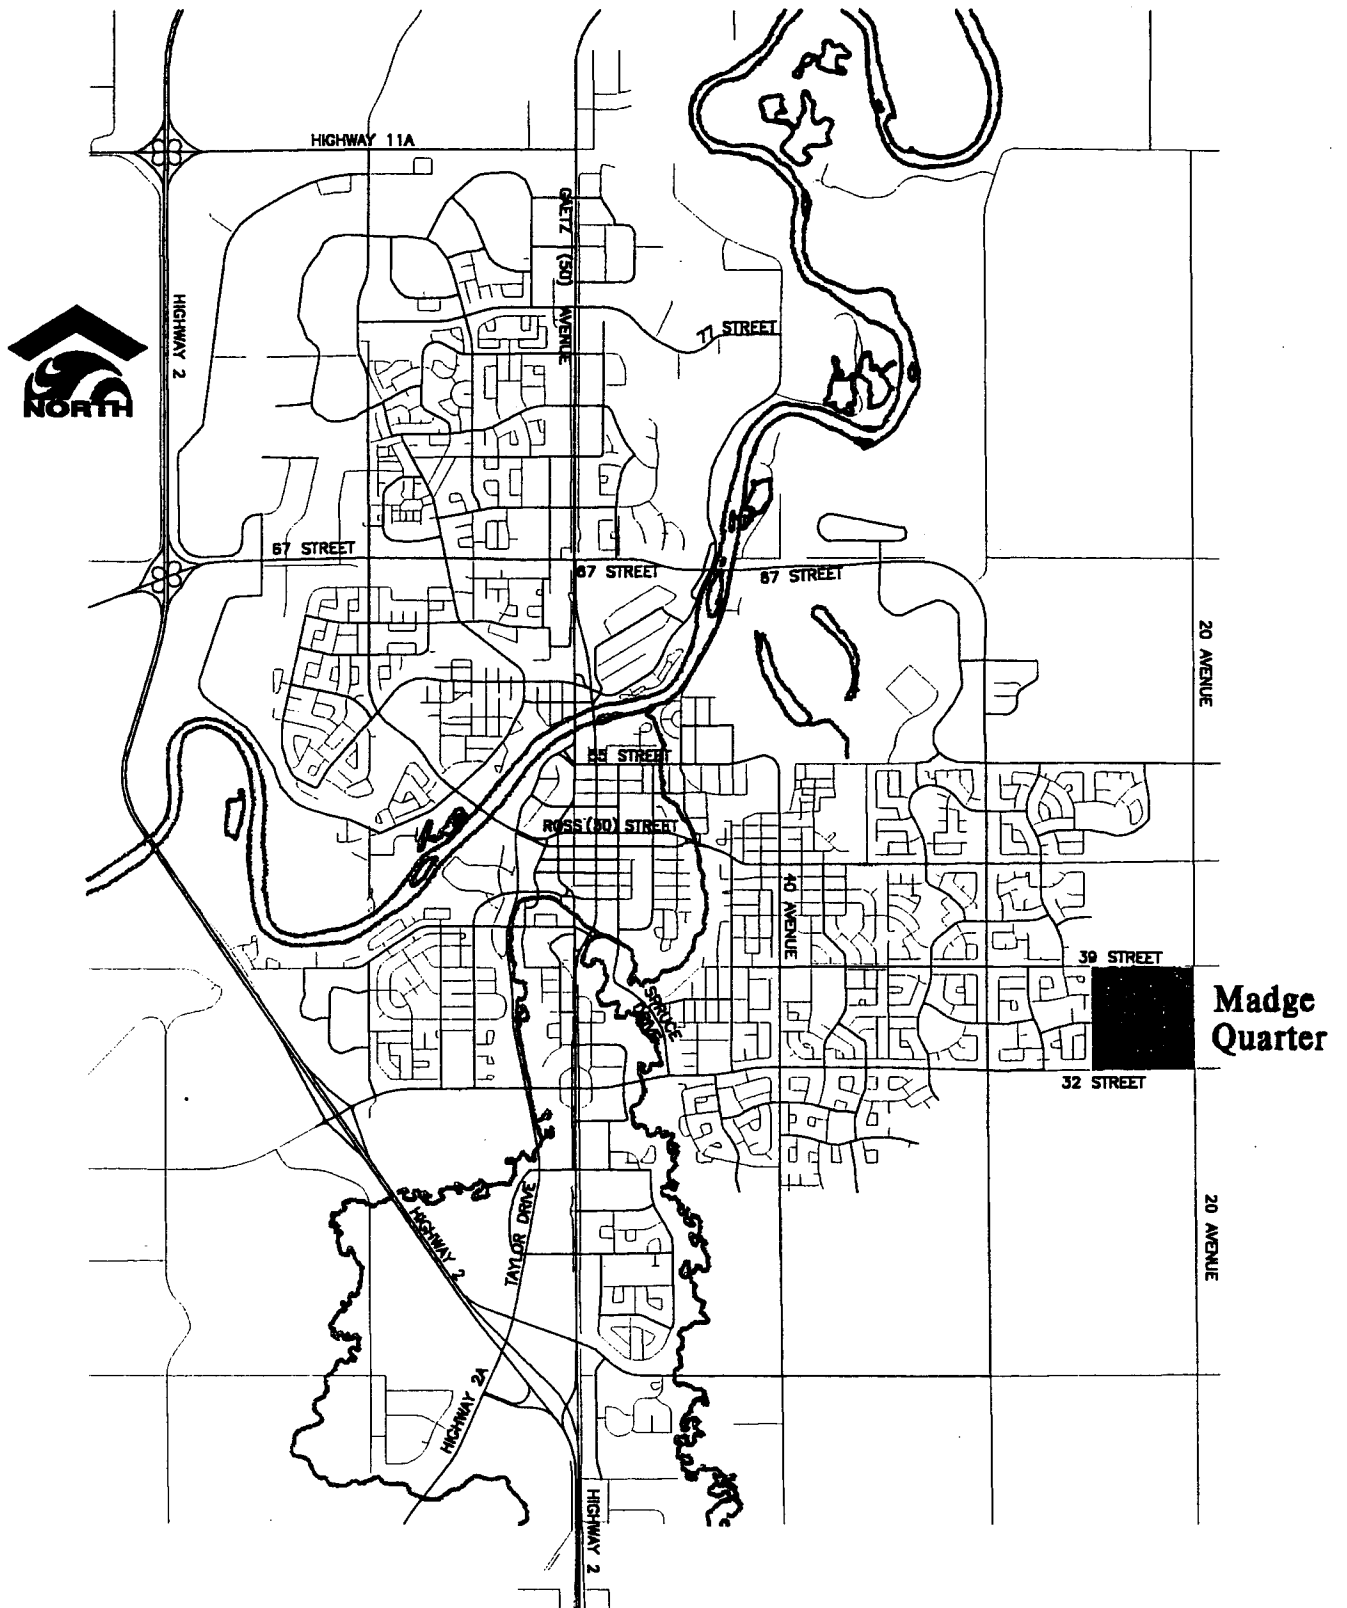 HIGHWAY 11A
GAETZ (50) AVENUE
HIGHWAY 2
77 STREET
NORTH
67 STREET
67 STREET
67 STREET
20 AVENUE
55 STREET
ROSS (50) STREET
40 AVENUE
39 STREET
Madge
Quarter
SPRUCE
DRIVE
32 STREET
TAYLOR DRIVE
HIGHWAY 2
20 AVENUE
HIGHWAY 2A
HIGHWAY 2